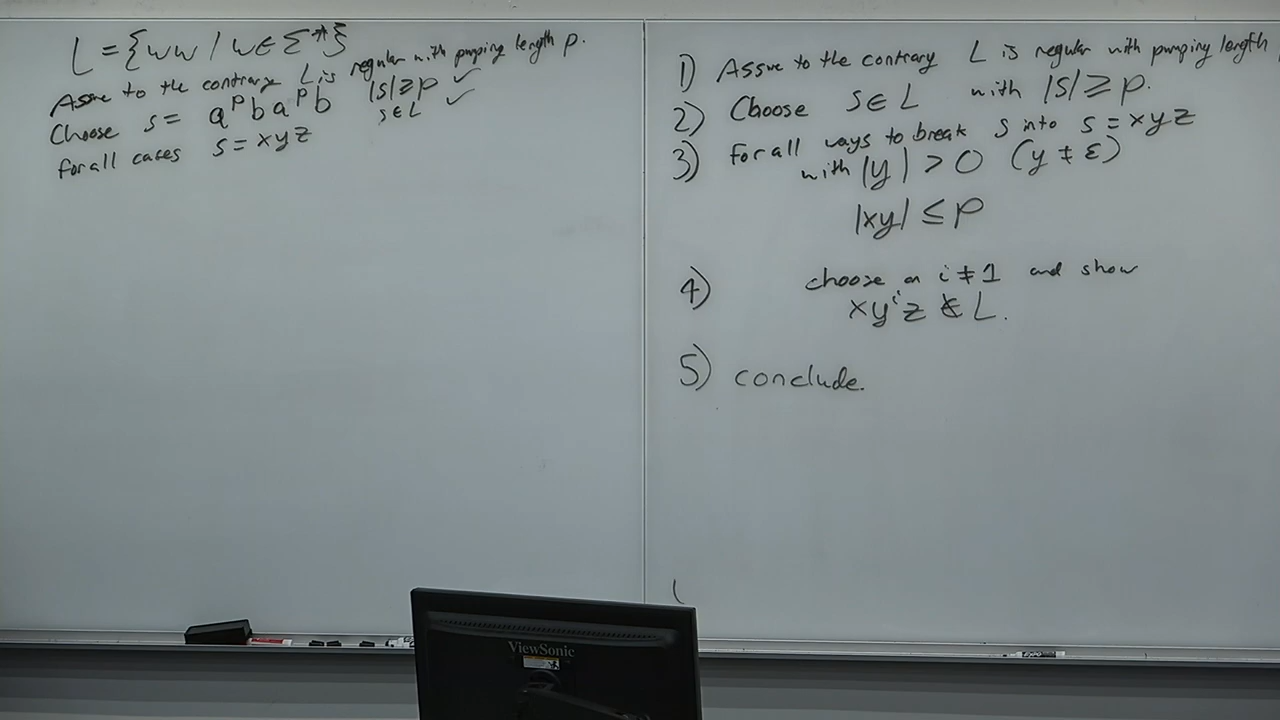 L = {ww | w ∈ Σ*}
Assume to the contrary L is regular with pumping length p.
Choose s = a^p b a^p b |s| ≥ p ✓
s ∈ L ✓
for all cases s = xyz
1) Assume to the contrary L is regular with pumping length
2) Choose s ∈ L with |s| ≥ p.
3) for all ways to break s into s = xyz
with |y| > 0 (y ≠ ε)
|xy| ≤ p
4) choose an i ≠ 1 and show
xy^i z ∉ L.
5) conclude.
ViewSonic
EXPO